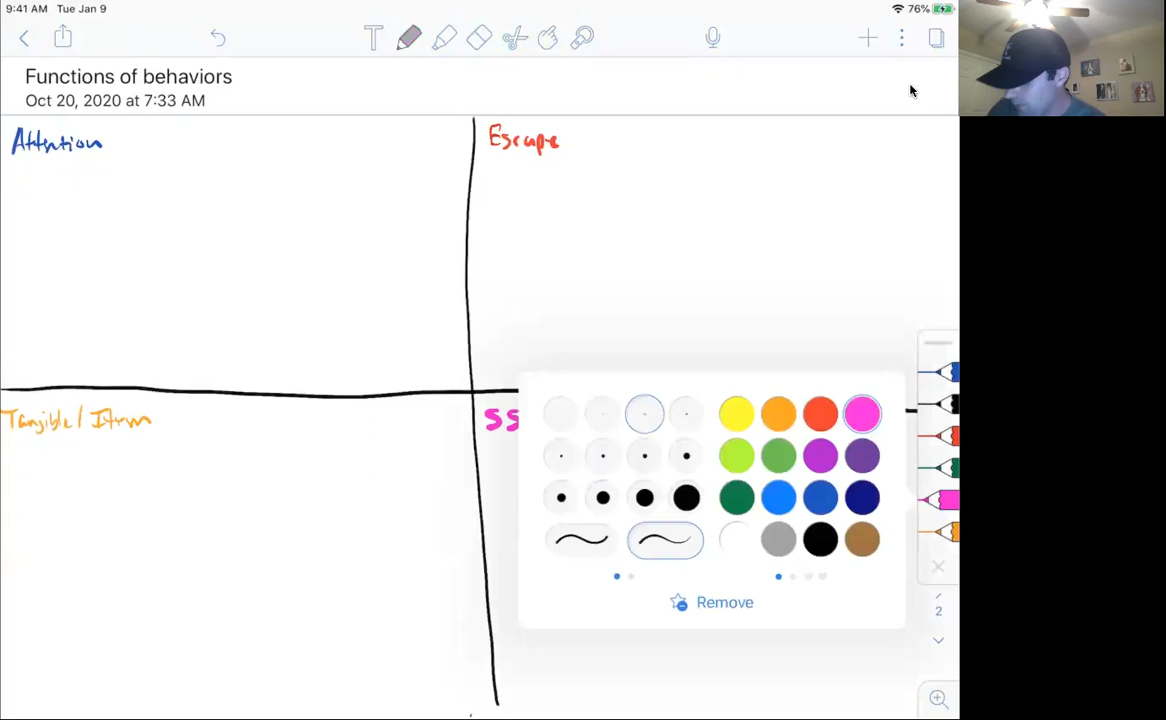 9:41 AM Tue Jan 9
76%
T
Functions of behaviors
Oct 20, 2020 at 7:33 AM
Attention
Escape
Tangible/Item
SS
Remove
2